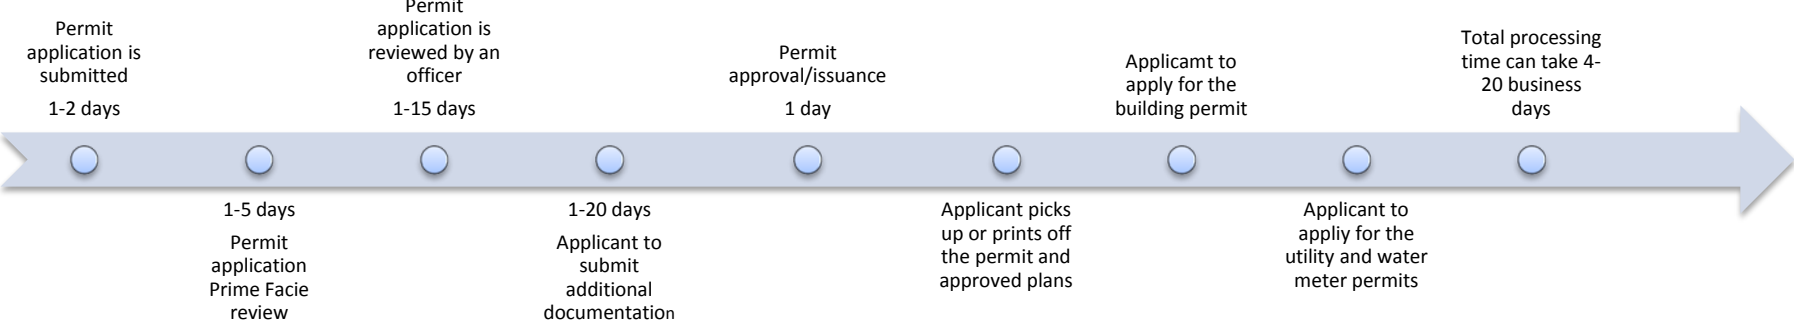 Permit
application is
submitted
1-2 days
1-5 days
Permit
application
Prime Facie
review
Permit
application is
reviewed by an
officer
1-15 days
1-20 days
Applicant to
submit
additional
documentation
Permit
approval/issuance
1 day
Applicant picks
up or prints off
the permit and
approved plans
Applicamt to
apply for the
building permit
Applicant to
appliy for the
utility and water
meter permits
Total processing
time can take 4-
20 business
days